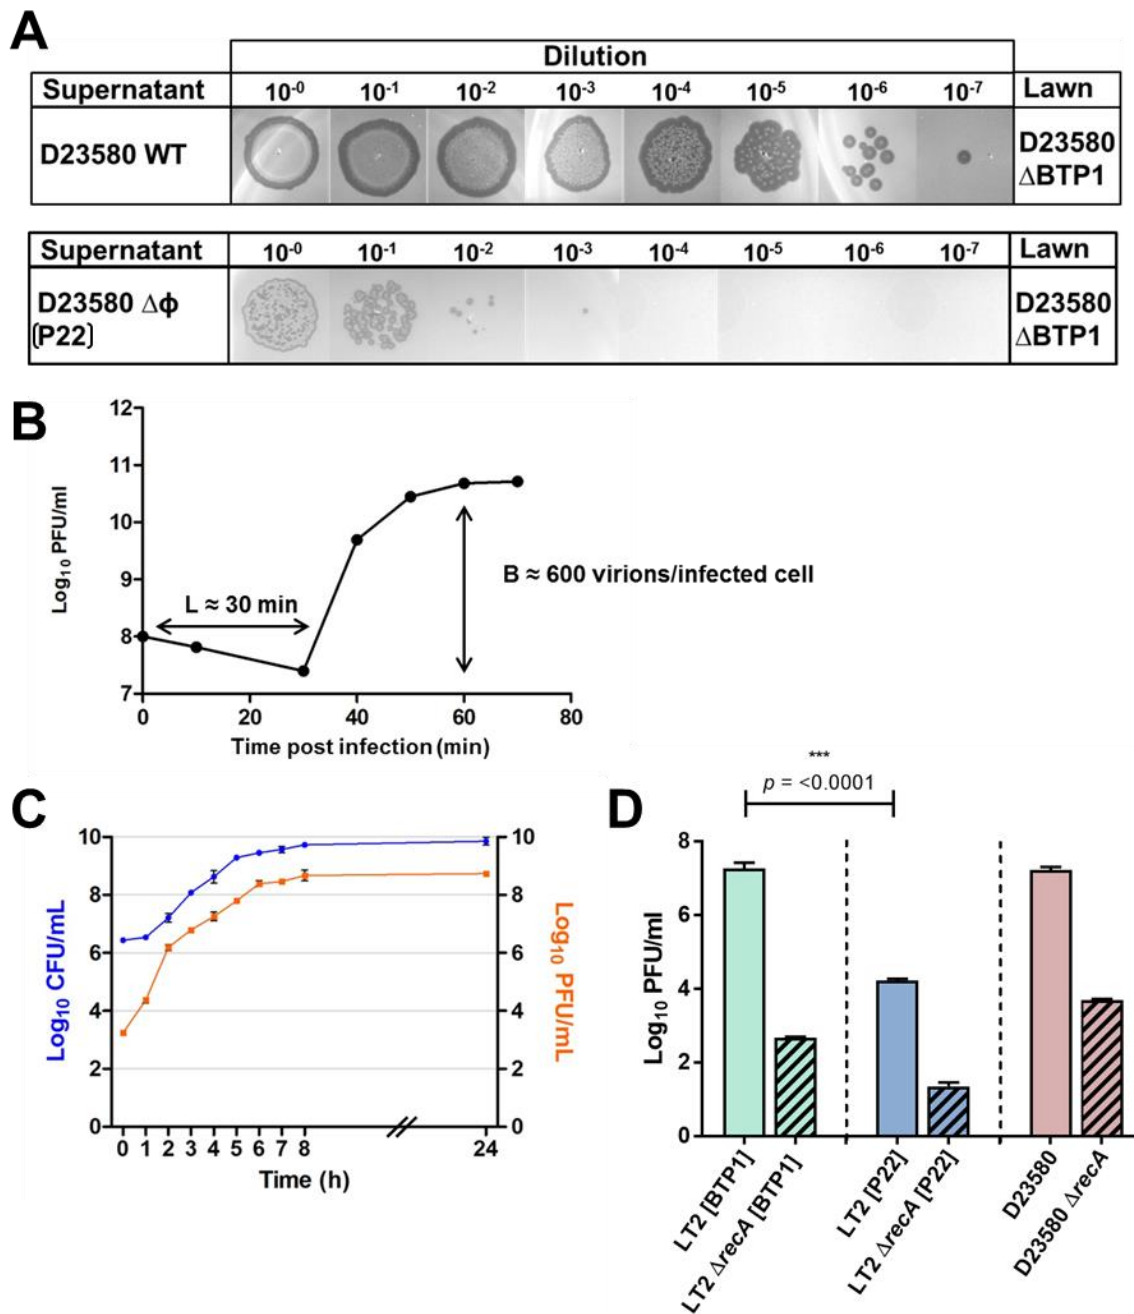 A
Dilution
Supernatant 10⁻⁰ 10⁻¹ 10⁻² 10⁻³ 10⁻⁴ 10⁻⁵ 10⁻⁶ 10⁻⁷ Lawn
D23580 WT D23580
ΔBTP1
Supernatant 10⁻⁰ 10⁻¹ 10⁻² 10⁻³ 10⁻⁴ 10⁻⁵ 10⁻⁶ 10⁻⁷ Lawn
D23580 Δϕ D23580
[P22] ΔBTP1
B
Log₁₀ PFU/ml
12
11
10
9
8
7
L ≈ 30 min
B ≈ 600 virions/infected cell
0 20 40 60 80
Time post infection (min)
C
Log₁₀ CFU/mL
10
8
6
4
2
0
10
8
6
4
2
0
Log₁₀ PFU/mL
0 1 2 3 4 5 6 7 8 24
Time (h)
D
***
p = <0.0001
Log₁₀ PFU/ml
8
6
4
2
0
LT2 [BTP1]
LT2 ΔrecA [BTP1]
LT2 [P22]
LT2 ΔrecA [P22]
D23580
D23580 ΔrecA